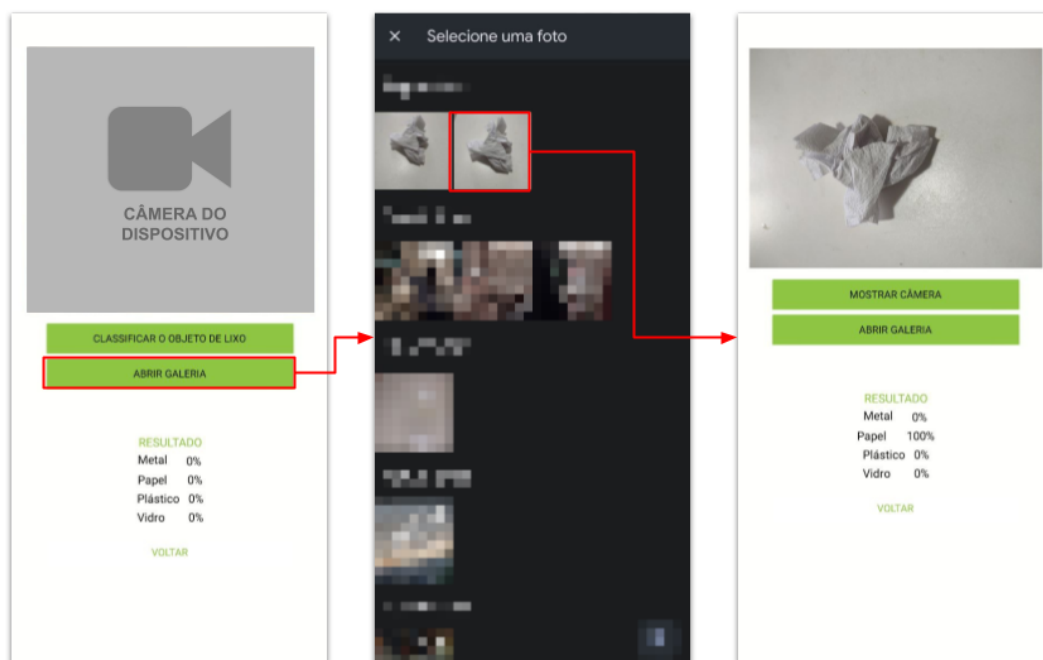 CÂMERA DO
DISPOSITIVO
CLASSIFICAR O OBJETO DE LIXO
ABRIR GALERIA
RESULTADO
Metal 0%
Papel 0%
Plástico 0%
Vidro 0%
VOLTAR
× Selecione uma foto
MOSTRAR CÂMERA
ABRIR GALERIA
RESULTADO
Metal 0%
Papel 100%
Plástico 0%
Vidro 0%
VOLTAR